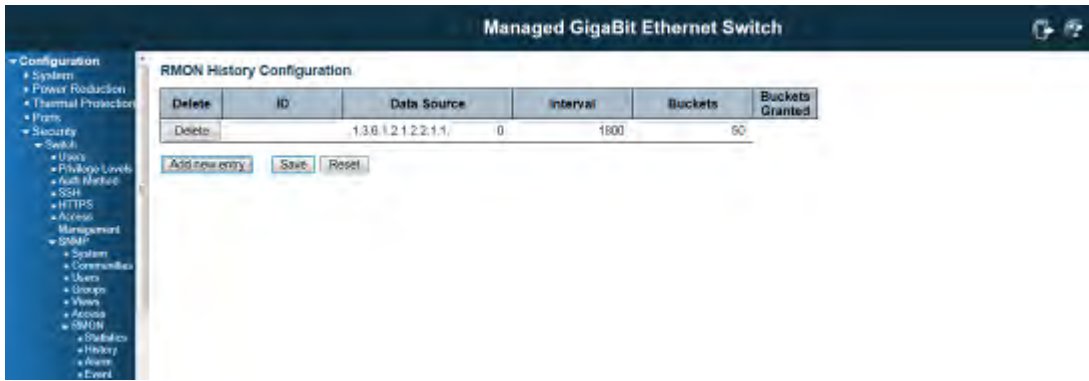 Managed GigaBit Ethernet Switch
Configuration
System
Power Reduction
Thermal Protection
Ports
Security
Switch
Users
Privilege Levels
Auth Method
SSH
HTTPS
Access
Management
SNMP
System
Communities
Users
Groups
Views
Access
RMON
Statistics
History
Alarm
Event
RMON History Configuration
Delete ID Data Source Interval Buckets Buckets Granted
Delete .1.3.6.1.2.1.2.2.1.1. 0 1800 50
Add new entry Save Reset